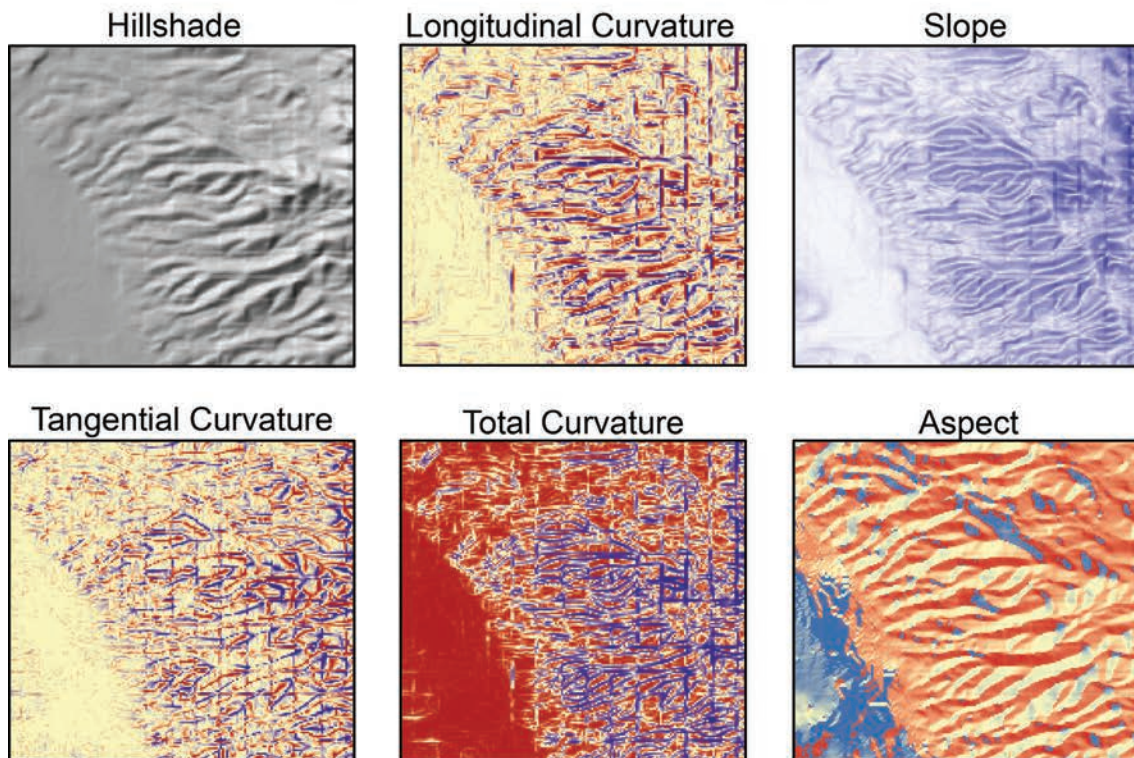 Hillshade
Longitudinal Curvature
Slope
Tangential Curvature
Total Curvature
Aspect